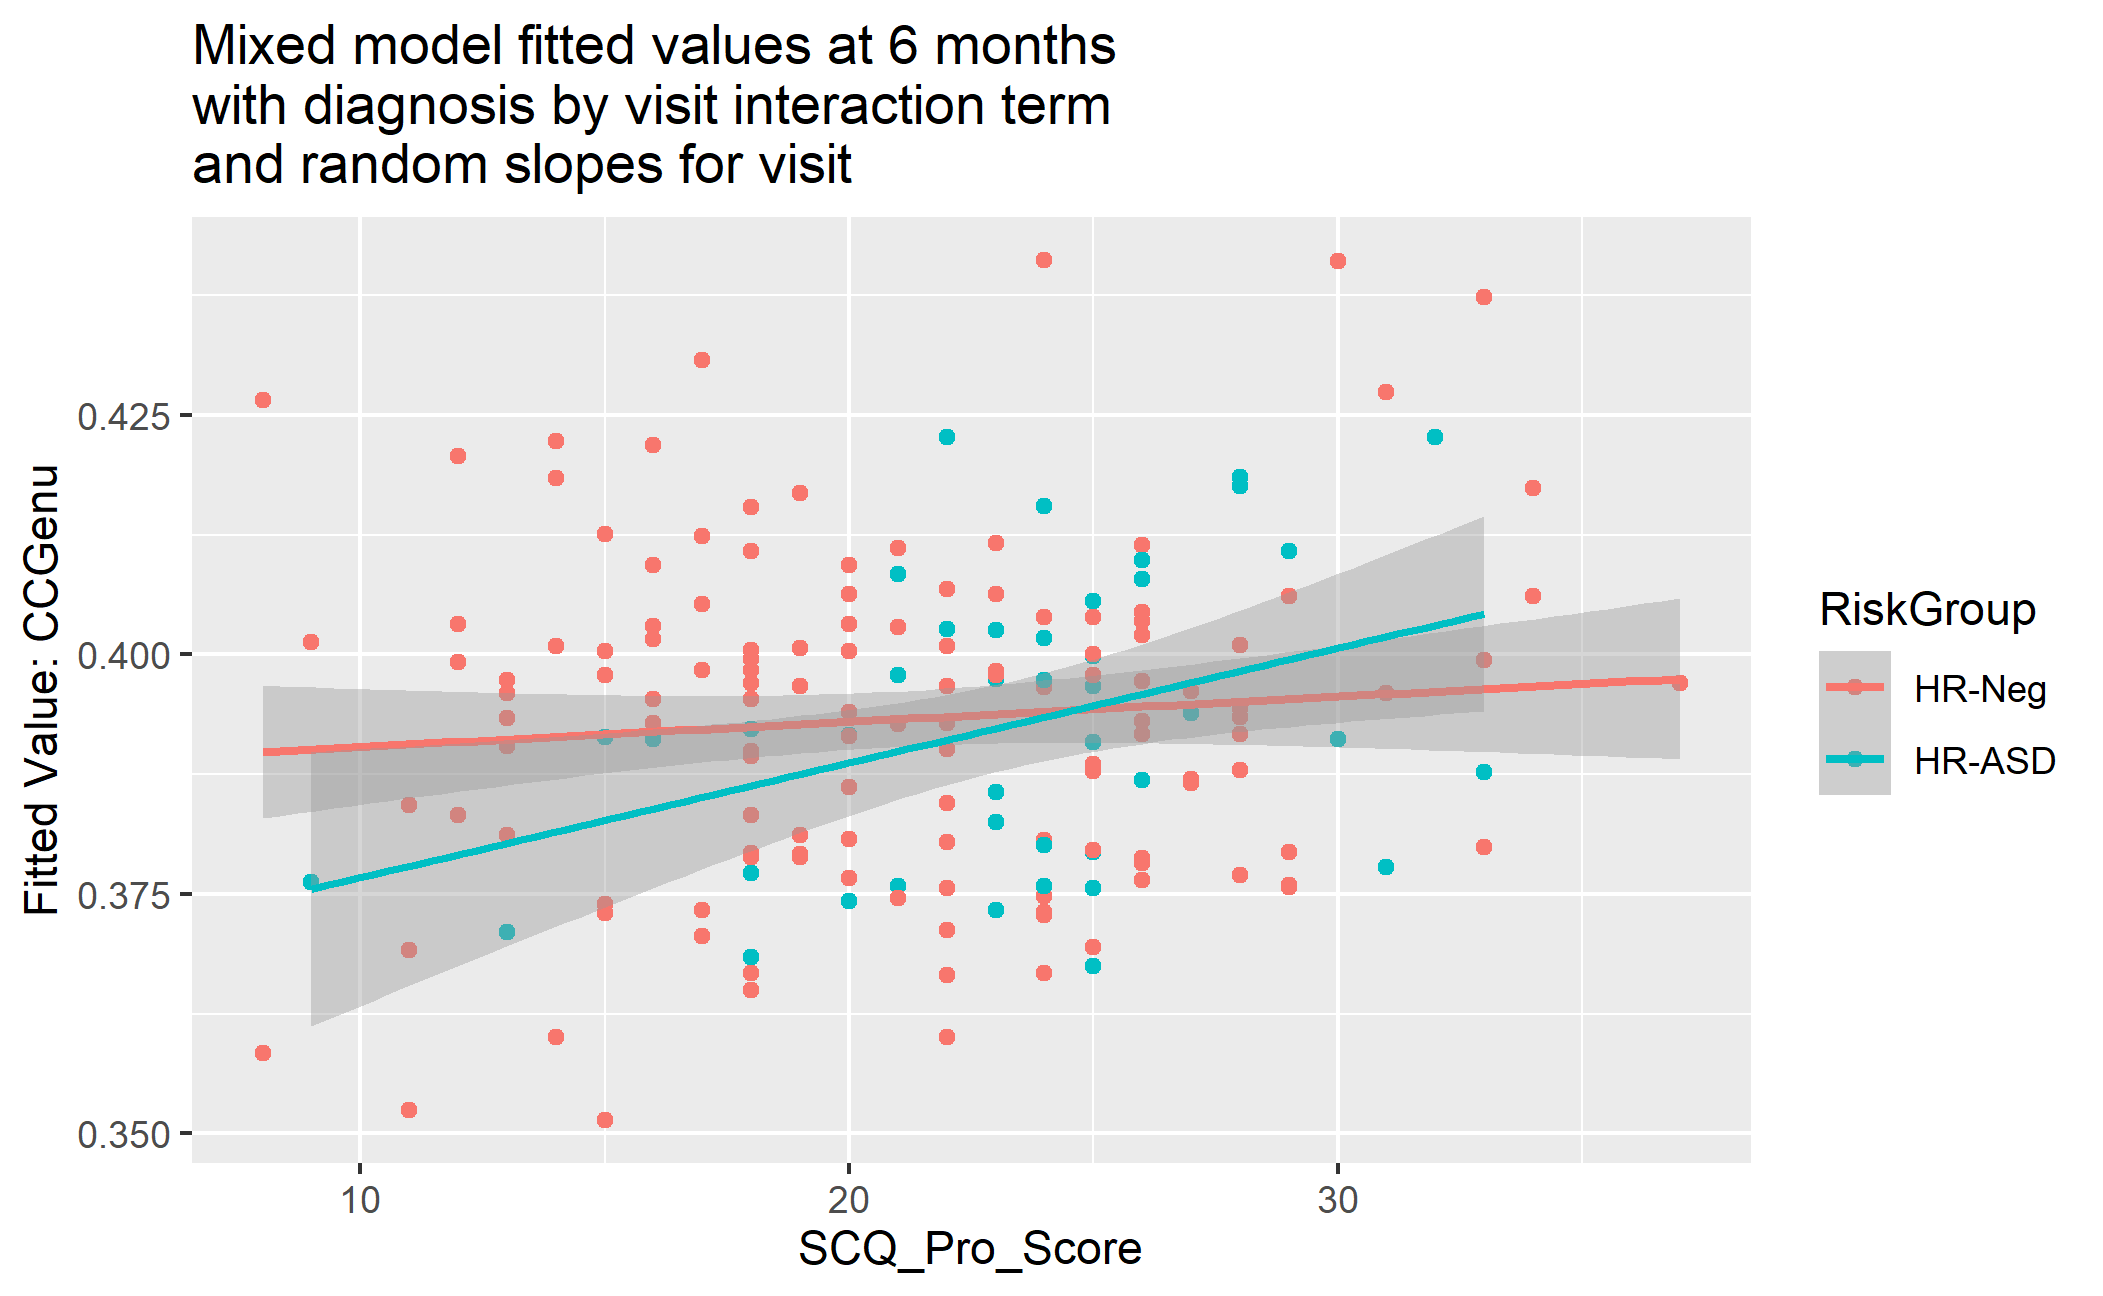 Mixed model fitted values at 6 months
with diagnosis by visit interaction term
and random slopes for visit
Fitted Value: CCGenu
0.425
0.400
0.375
0.350
10
20
30
SCQ_Pro_Score
RiskGroup
HR-Neg
HR-ASD